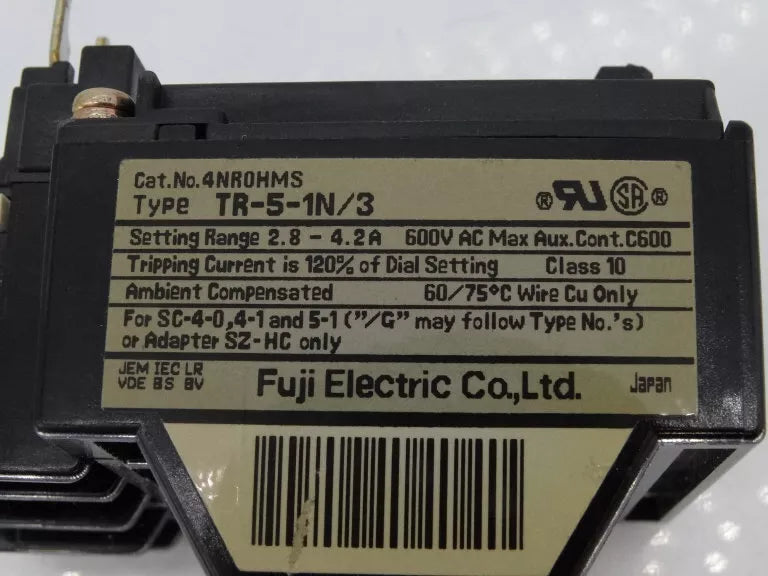 Cat.No.4NR0HMS
Type TR-5-1N/3
® RU SA ®
Setting Range 2.8 - 4.2A 600V AC Max Aux.Cont.C600
Tripping Current is 120% of Dial Setting Class 10
Ambient Compensated 60/75°C Wire Cu Only
For SC-4-0,4-1 and 5-1 ("/G" may follow Type No.'s)
or Adapter SZ-HC only
JEM IEC LR
VDE BS BV
Fuji Electric Co.,Ltd.
Japan